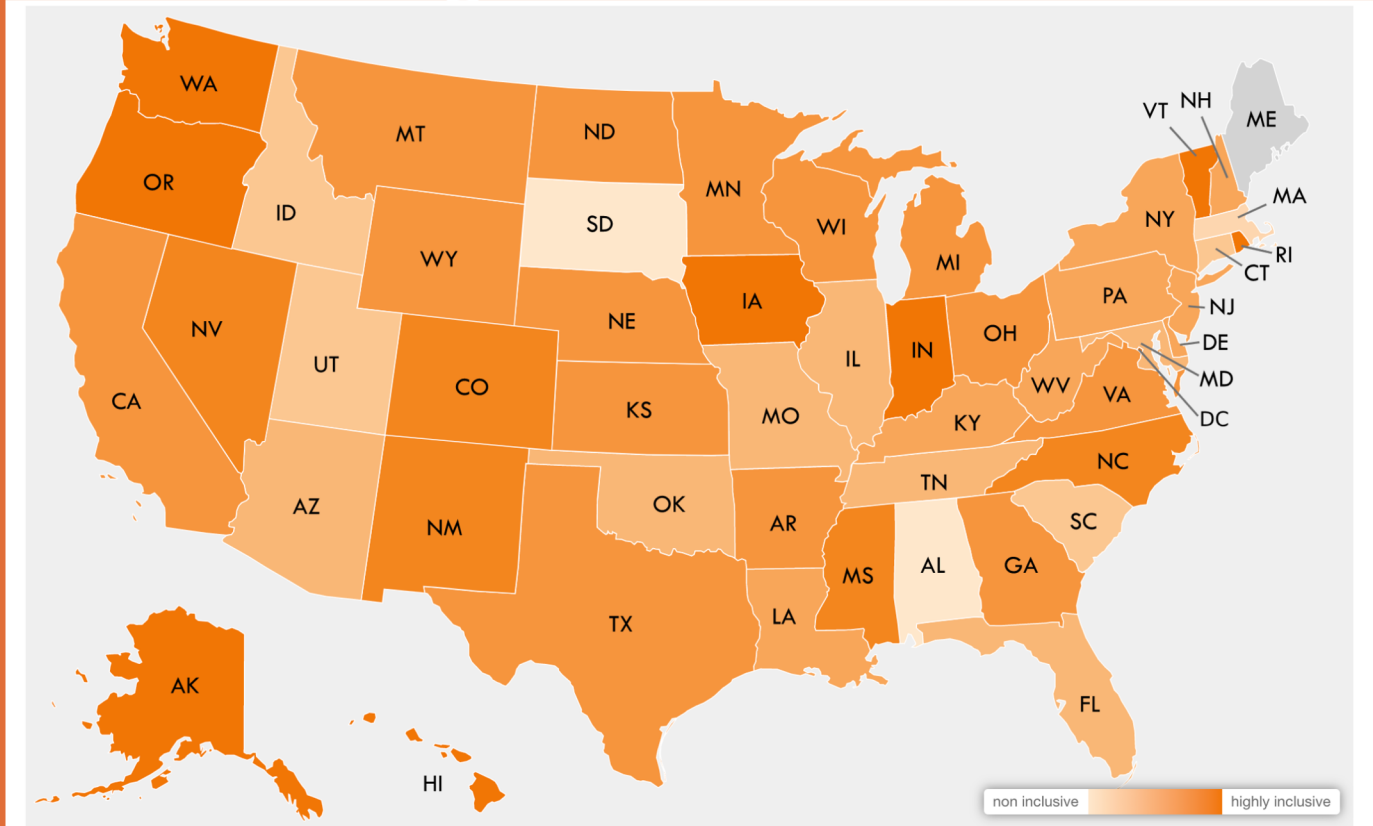 WA
VT
NH
ME
MT
ND
OR
MN
MA
ID
SD
NY
WI
RI
WY
MI
CT
PA
IA
NJ
NV
NE
OH
DE
IN
IL
UT
MD
CO
WV
VA
CA
KS
MO
DC
KY
NC
TN
AZ
OK
NM
AR
SC
MS
AL
GA
LA
TX
AK
FL
HI
non inclusive
highly inclusive